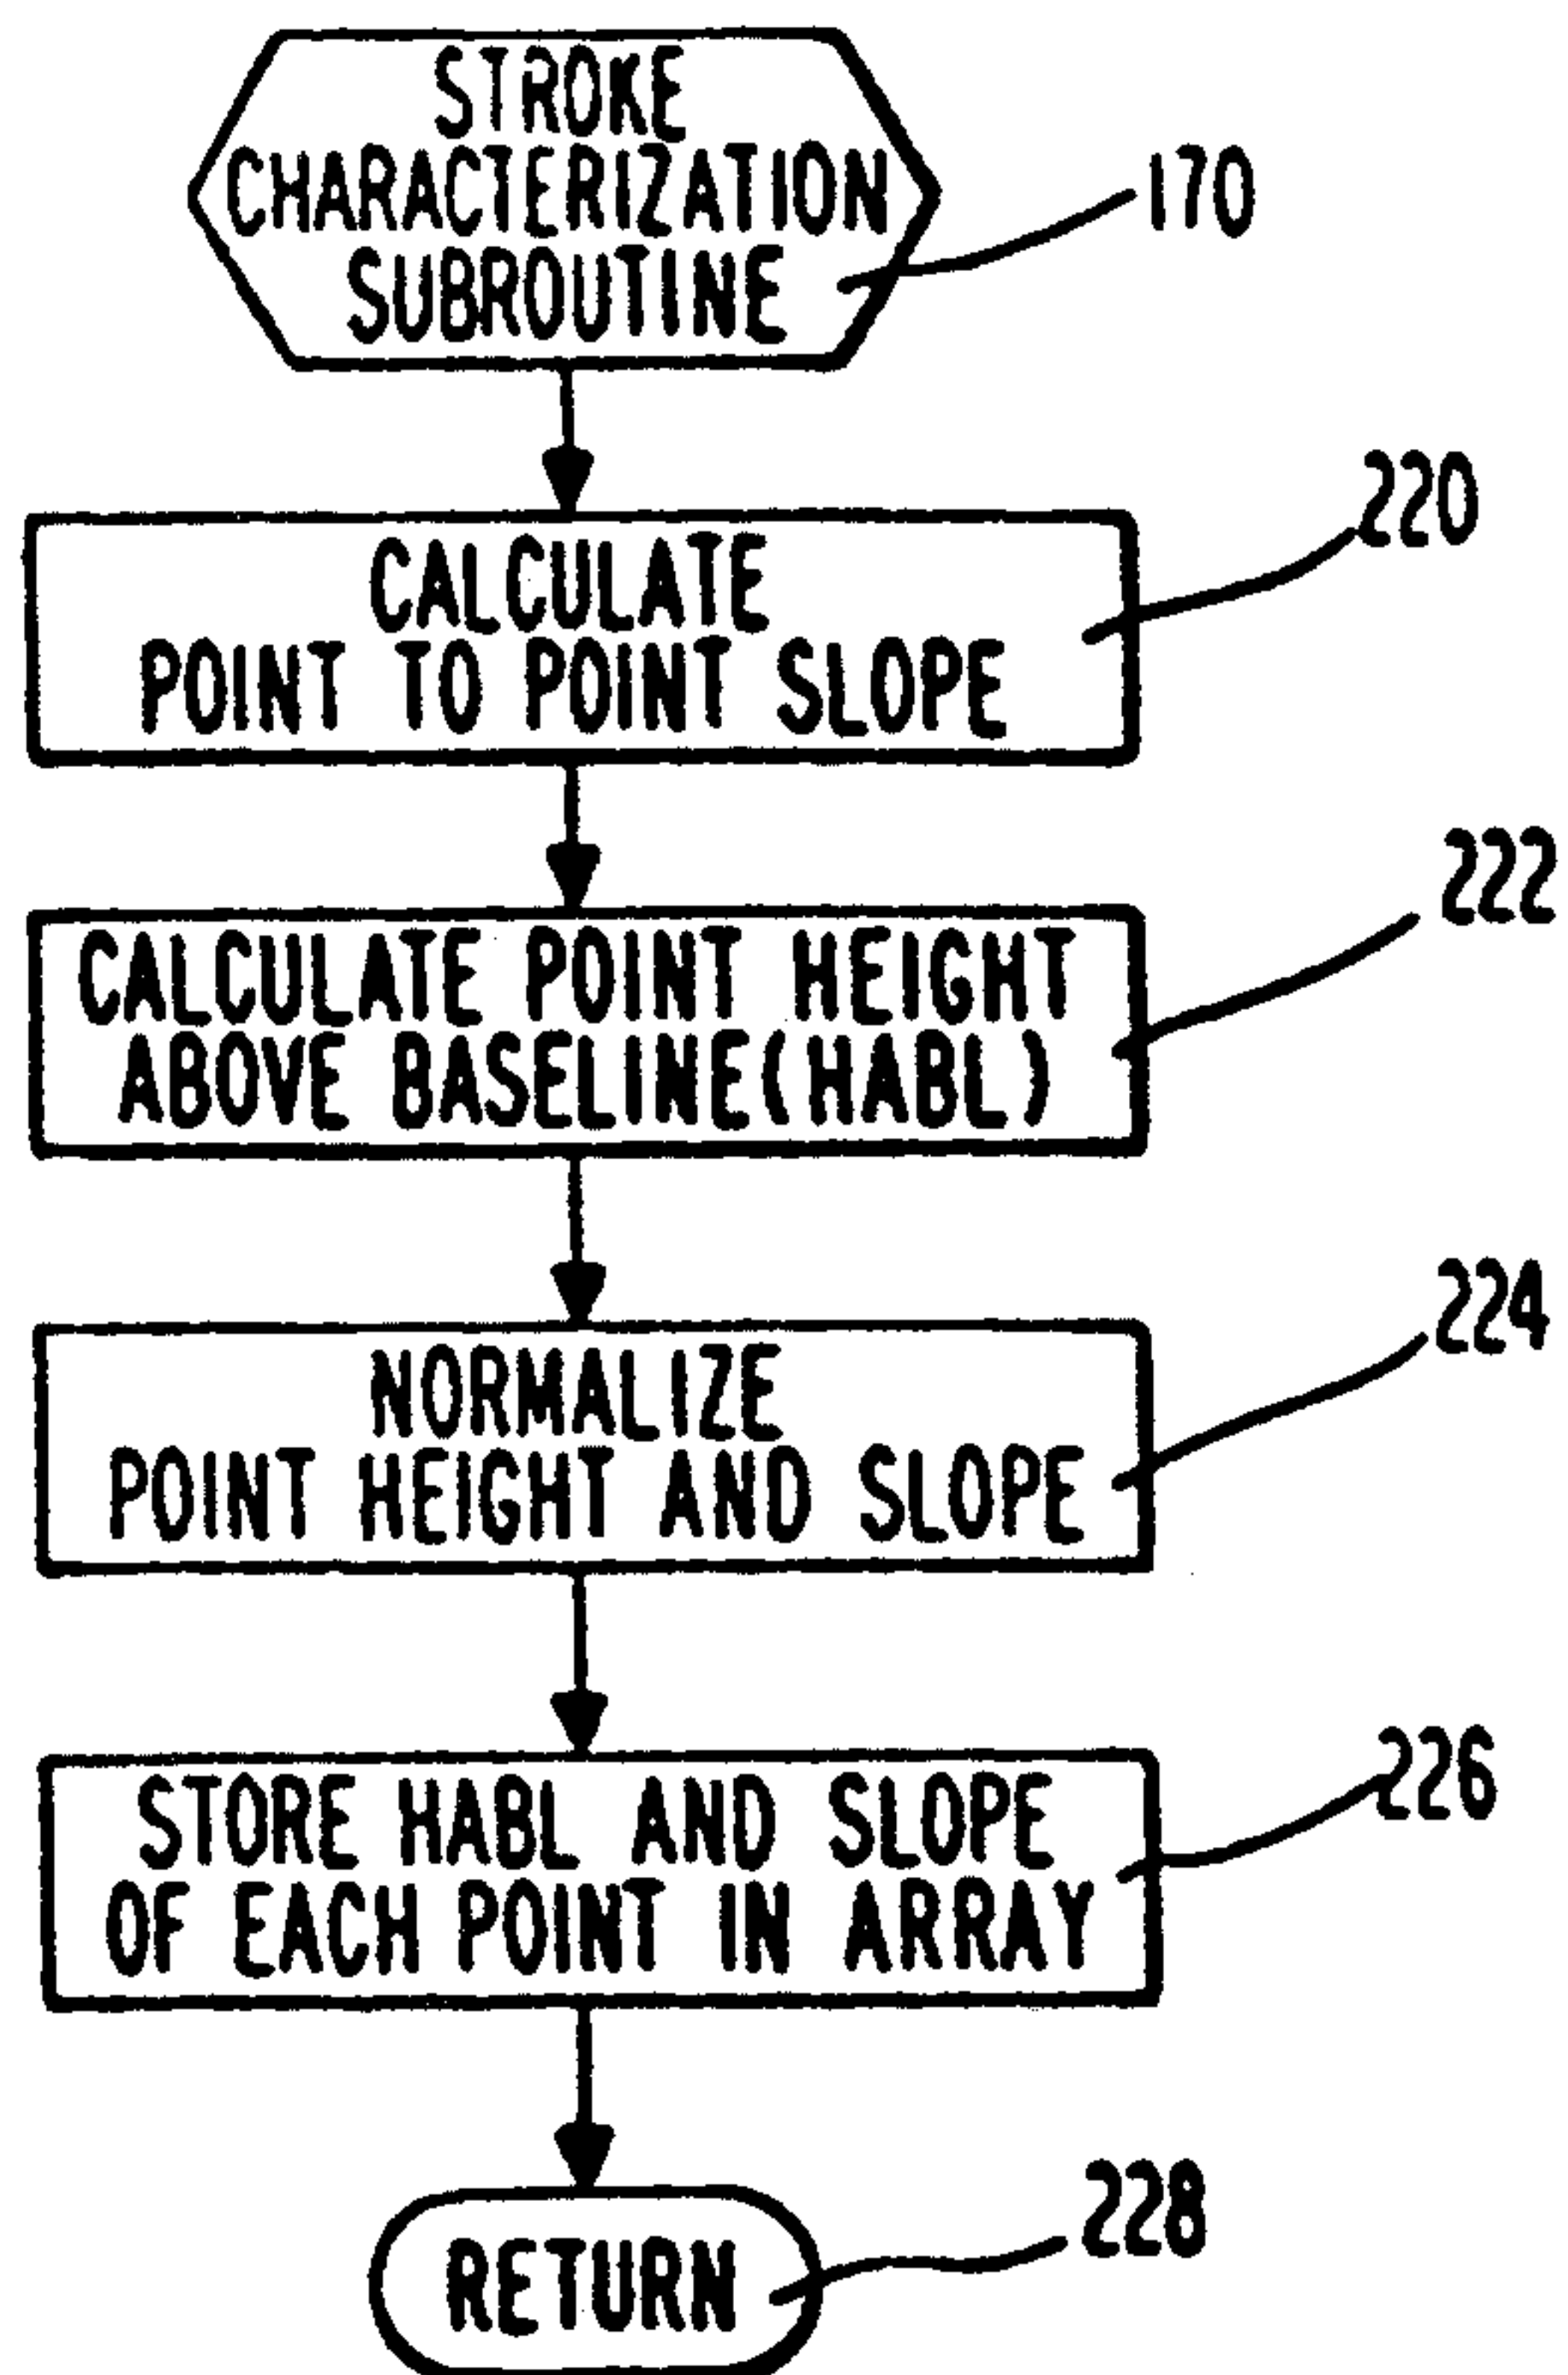 STROKE
CHARACTERIZATION
SUBROUTINE
170
CALCULATE
POINT TO POINT SLOPE
220
CALCULATE POINT HEIGHT
ABOVE BASELINE(HABL)
222
NORMALIZE
POINT HEIGHT AND SLOPE
224
STORE HABL AND SLOPE
OF EACH POINT IN ARRAY
226
RETURN
228